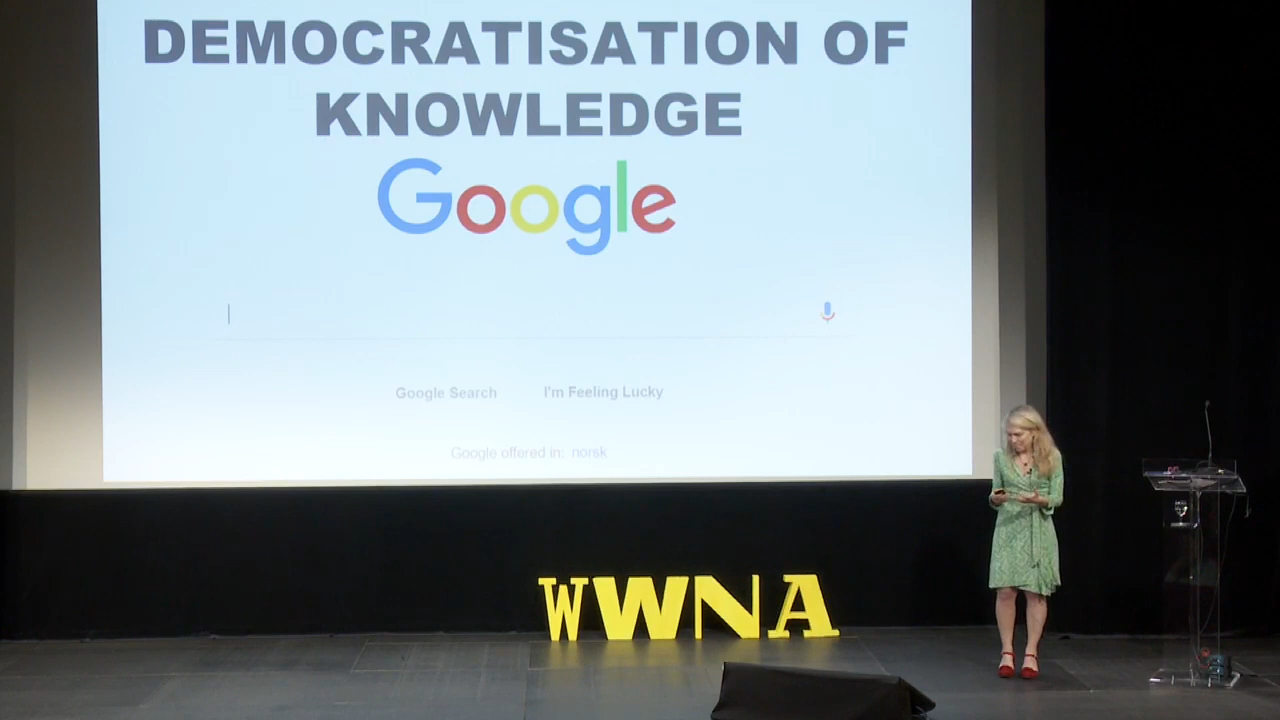 DEMOCRATISATION OF
KNOWLEDGE
Google
Google Search I'm Feeling Lucky
Google offered in: norsk
WWNA